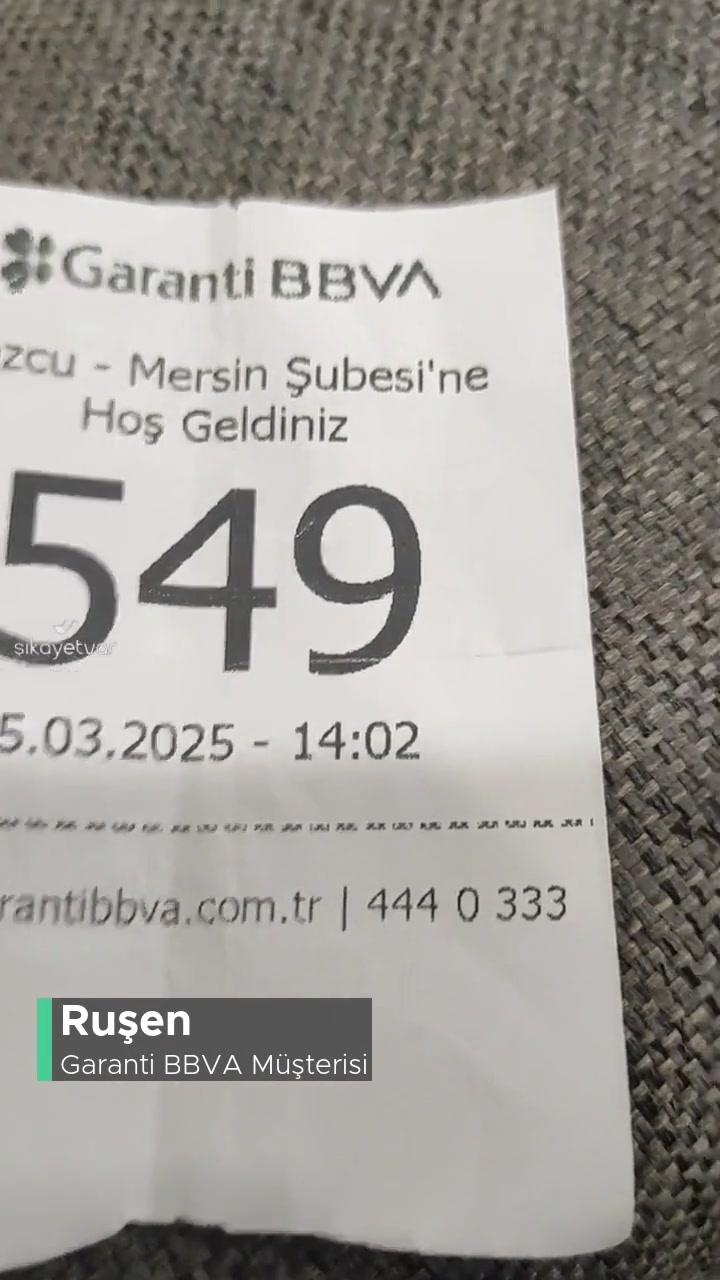 Garanti BBVA
zcu - Mersin Şubesi'ne
Hoş Geldiniz
549
şikayetvar
5.03.2025 - 14:02
rantibbva.com.tr | 444 0 333
Ruşen
Garanti BBVA Müşterisi